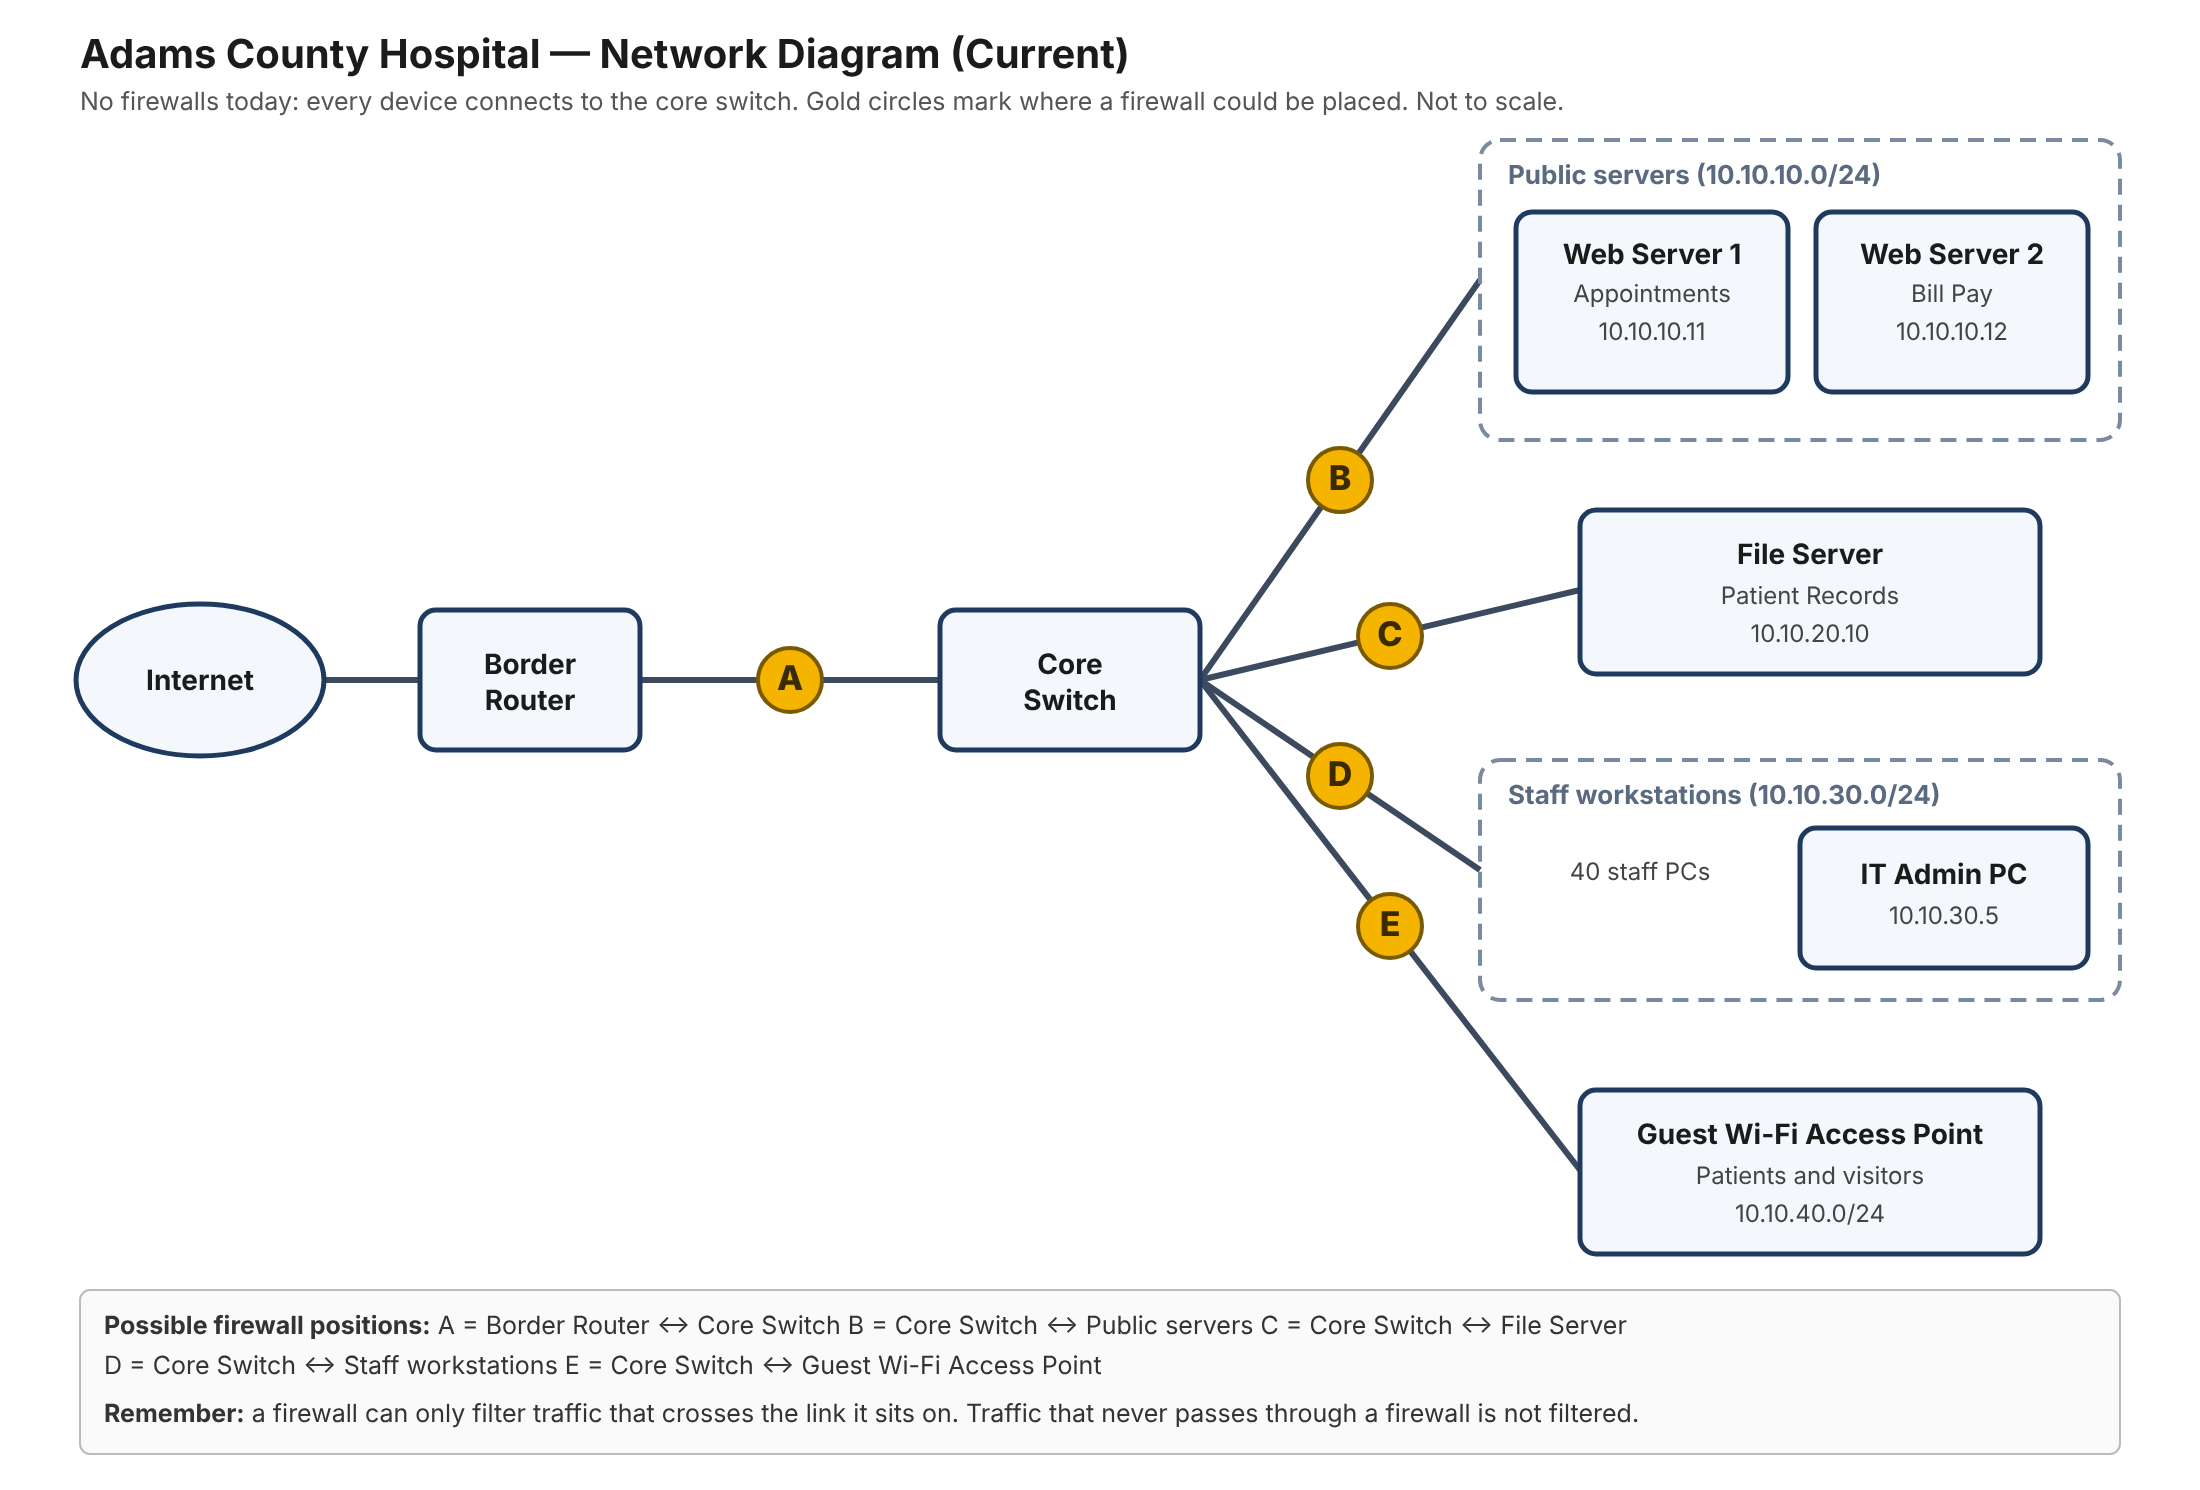 Adams County Hospital — Network Diagram (Current)
No firewalls today: every device connects to the core switch. Gold circles mark where a firewall could be placed. Not to scale.
Public servers (10.10.10.0/24)
Web Server 1
Appointments
10.10.10.11
Web Server 2
Bill Pay
10.10.10.12
B
File Server
Patient Records
10.10.20.10
C
Internet
Border
Router
A
Core
Switch
D
Staff workstations (10.10.30.0/24)
40 staff PCs
IT Admin PC
10.10.30.5
E
Guest Wi-Fi Access Point
Patients and visitors
10.10.40.0/24
Possible firewall positions: A = Border Router ↔ Core Switch B = Core Switch ↔ Public servers C = Core Switch ↔ File Server
D = Core Switch ↔ Staff workstations E = Core Switch ↔ Guest Wi-Fi Access Point
Remember: a firewall can only filter traffic that crosses the link it sits on. Traffic that never passes through a firewall is not filtered.